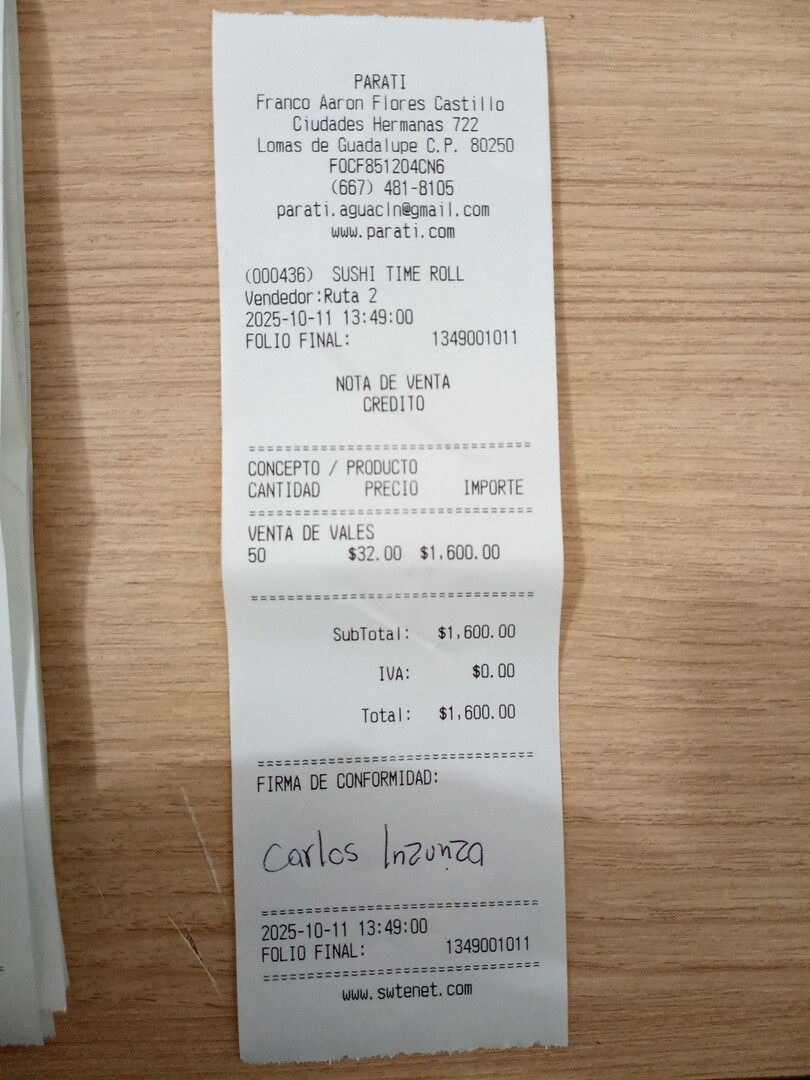 PARATI
Franco Aaron Flores Castillo
Ciudades Hermanas 722
Lomas de Guadalupe C.P. 80250
FOCF851204CN6
(667) 481-8105
parati.aguacln@gmail.com
www.parati.com
(000436) SUSHI TIME ROLL
Vendedor:Ruta 2
2025-10-11 13:49:00
FOLIO FINAL: 1349001011
NOTA DE VENTA
CREDITO
===================================
CONCEPTO / PRODUCTO
CANTIDAD PRECIO IMPORTE
===================================
VENTA DE VALES
50 $32.00 $1,600.00
===================================
SubTotal: $1,600.00
IVA: $0.00
Total: $1,600.00
===================================
FIRMA DE CONFORMIDAD:
Carlos Inzunza
===================================
2025-10-11 13:49:00
FOLIO FINAL: 1349001011
===================================
www.swtenet.com